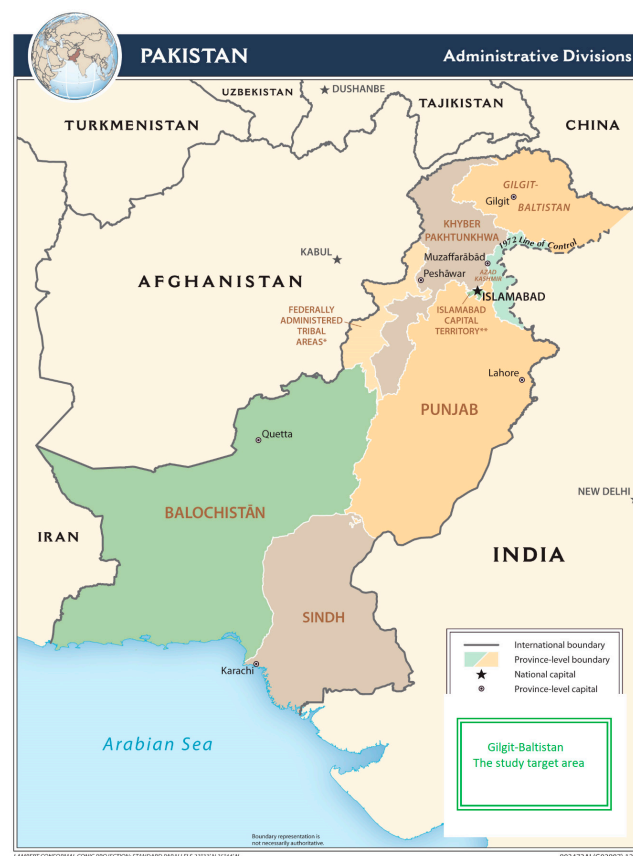 PAKISTAN
Administrative Divisions
UZBEKISTAN
DUSHANBE
TAJIKISTAN
TURKMENISTAN
CHINA
GILGIT-
BALTISTAN
Gilgit
KHYBER
PAKHTUNKHWA
1972 Line of Control
KABUL
Muzaffarābād
Peshāwar
AZAD
KASHMIR
AFGHANISTAN
ISLAMABAD
FEDERALLY
ADMINISTERED
TRIBAL
AREAS*
ISLAMABAD
CAPITAL
TERRITORY**
Lahore
PUNJAB
Quetta
NEW DELHI
BALOCHISTĀN
IRAN
INDIA
SINDH
Karachi
International boundary
Province-level boundary
National capital
Province-level capital
Arabian Sea
Gilgit-Baltistan
The study target area
Boundary representation is
not necessarily authoritative.